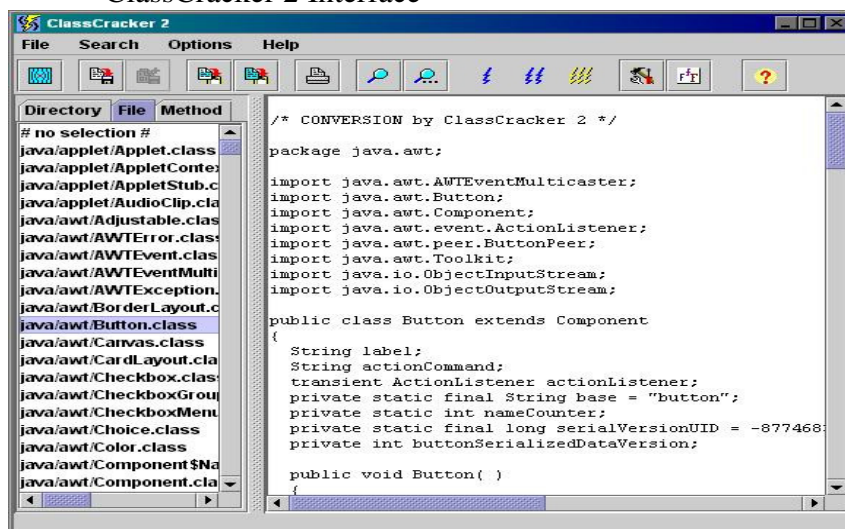 ClassCracker 2 Interface
ClassCracker 2
File Search Options Help
Directory File Method
# no selection #
java/applet/Applet.class
java/applet/AppletContex
java/applet/AppletStub.c
java/applet/AudioClip.cla
java/awt/Adjustable.clas
java/awt/AWTError.clas
java/awt/AWTEvent.clas
java/awt/AWTEventMulti
java/awt/AWTException.
java/awt/BorderLayout.c
java/awt/Button.class
java/awt/Canvas.class
java/awt/CardLayout.cla
java/awt/Checkbox.clas
java/awt/CheckboxGrou
java/awt/CheckboxMenu
java/awt/Choice.class
java/awt/Color.class
java/awt/Component$Na
java/awt/Component.cla
/* CONVERSION by ClassCracker 2 */
package java.awt;
import java.awt.AWTEventMulticaster;
import java.awt.Button;
import java.awt.Component;
import java.awt.event.ActionListener;
import java.awt.peer.ButtonPeer;
import java.awt.Toolkit;
import java.io.ObjectInputStream;
import java.io.ObjectOutputStream;
public class Button extends Component
{
String label;
String actionCommand;
transient ActionListener actionListener;
private static final String base = "button";
private static int nameCounter;
private static final long serialVersionUID = -877468
private int buttonSerializedDataVersion;
public void Button( )
{